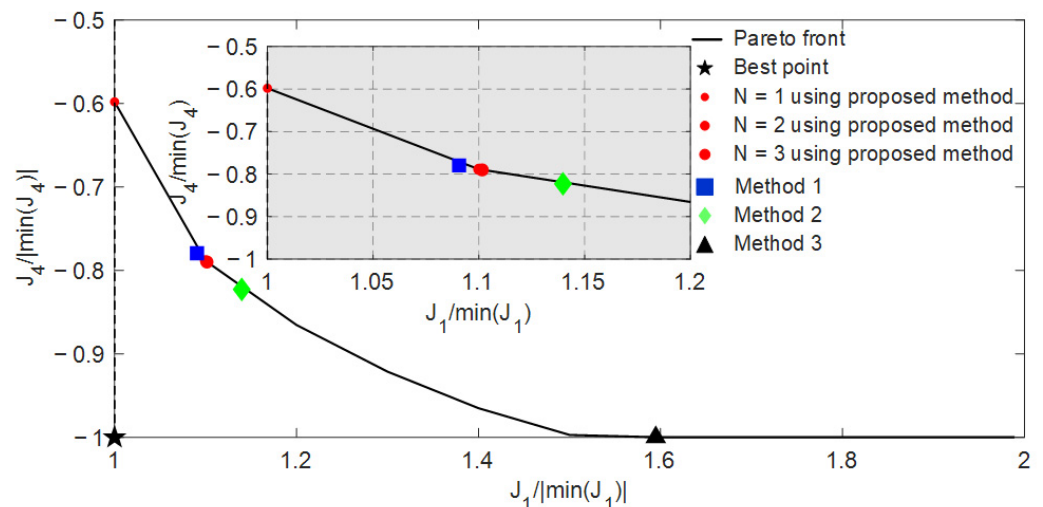 − 0.5
− 0.6
− 0.7
− 0.8
− 0.9
− 1
J4/|min(J4)|
1
1.2
1.4
1.6
1.8
2
J1/|min(J1)|
− 0.5
− 0.6
− 0.7
− 0.8
− 0.9
− 1
J4/min(J4)
1
1.05
1.10
1.15
1.2
J1/min(J1)
Pareto front
Best point
N = 1 using proposed method
N = 2 using proposed method
N = 3 using proposed method
Method 1
Method 2
Method 3